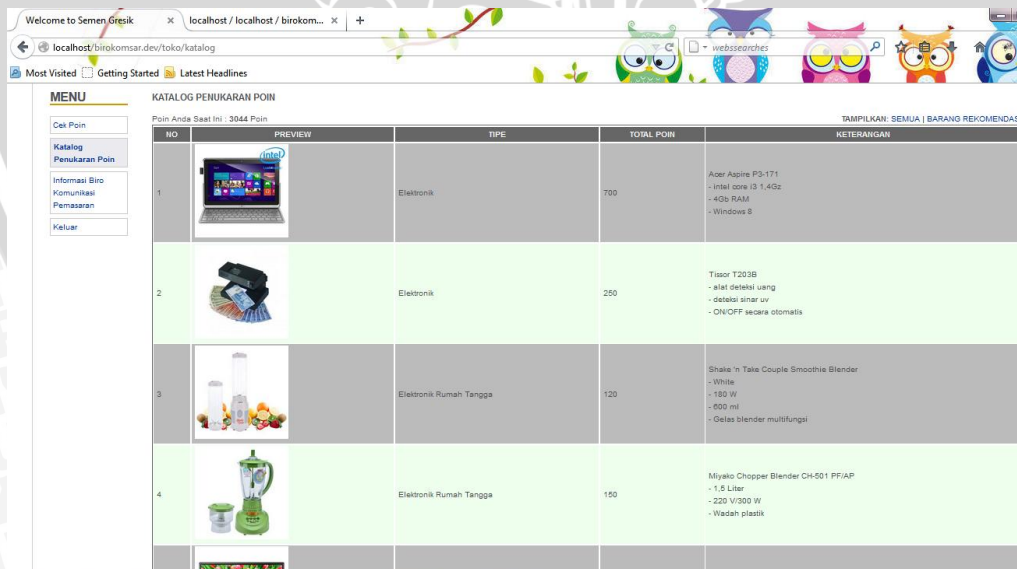 Welcome to Semen Gresik × localhost / localhost / birokom... × +
localhost/birokomsar.dev/toko/katalog webssearches
Most Visited Getting Started Latest Headlines
MENU
Cek Poin
Katalog
Penukaran Poin
Informasi Biro
Komunikasi
Pemasaran
Keluar
KATALOG PENUKARAN POIN
Poin Anda Saat Ini : 3044 Poin TAMPILKAN: SEMUA | BARANG REKOMENDAS
NO PREVIEW TIPE TOTAL POIN KETERANGAN
1 intel Elektronik 700
Acer Aspire P3-171
- intel core i3 1,4Gz
- 4Gb RAM
- Windows 8
2 Elektronik 250
Tissor T203B
- alat deteksi uang
- deteksi sinar uv
- ON/OFF secara otomatis
3 Elektronik Rumah Tangga 120
Shake 'n Take Couple Smoothie Blender
- White
- 180 W
- 600 ml
- Gelas blender multifungsi
4 Elektronik Rumah Tangga 150
Miyako Chopper Blender CH-501 PF/AP
- 1,5 Liter
- 220 V/300 W
- Wadah plastik